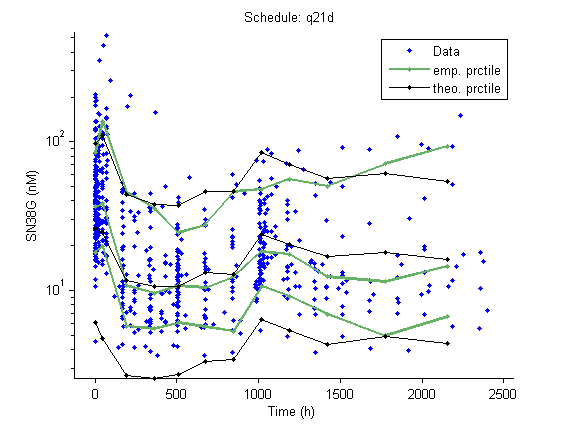 Schedule: q21d
Data
emp. prctile
theo. prctile
10²
10¹
SN38G (nM)
0 500 1000 1500 2000 2500
Time (h)